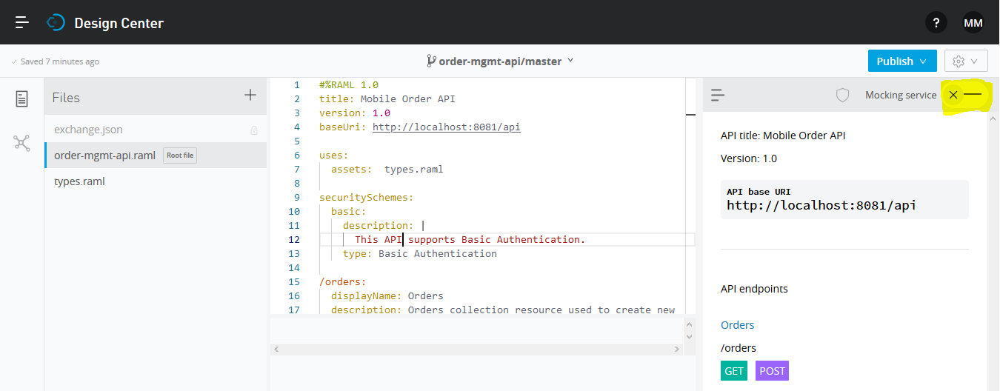 Design Center
?
MM
Saved 7 minutes ago
order-mgmt-api/master
Publish
Files
exchange.json
order-mgmt-api.raml Root file
types.raml
1 #%RAML 1.0
2 title: Mobile Order API
3 version: 1.0
4 baseUri: http://localhost:8081/api
5
6 uses:
7 assets: types.raml
8
9 securitySchemes:
10 basic:
11 description: |
12 This API supports Basic Authentication.
13 type: Basic Authentication
14
15 /orders:
16 displayName: Orders
17 description: Orders collection resource used to create new
Mocking service
API title: Mobile Order API
Version: 1.0
API base URI
http://localhost:8081/api
API endpoints
Orders
/orders
GET POST